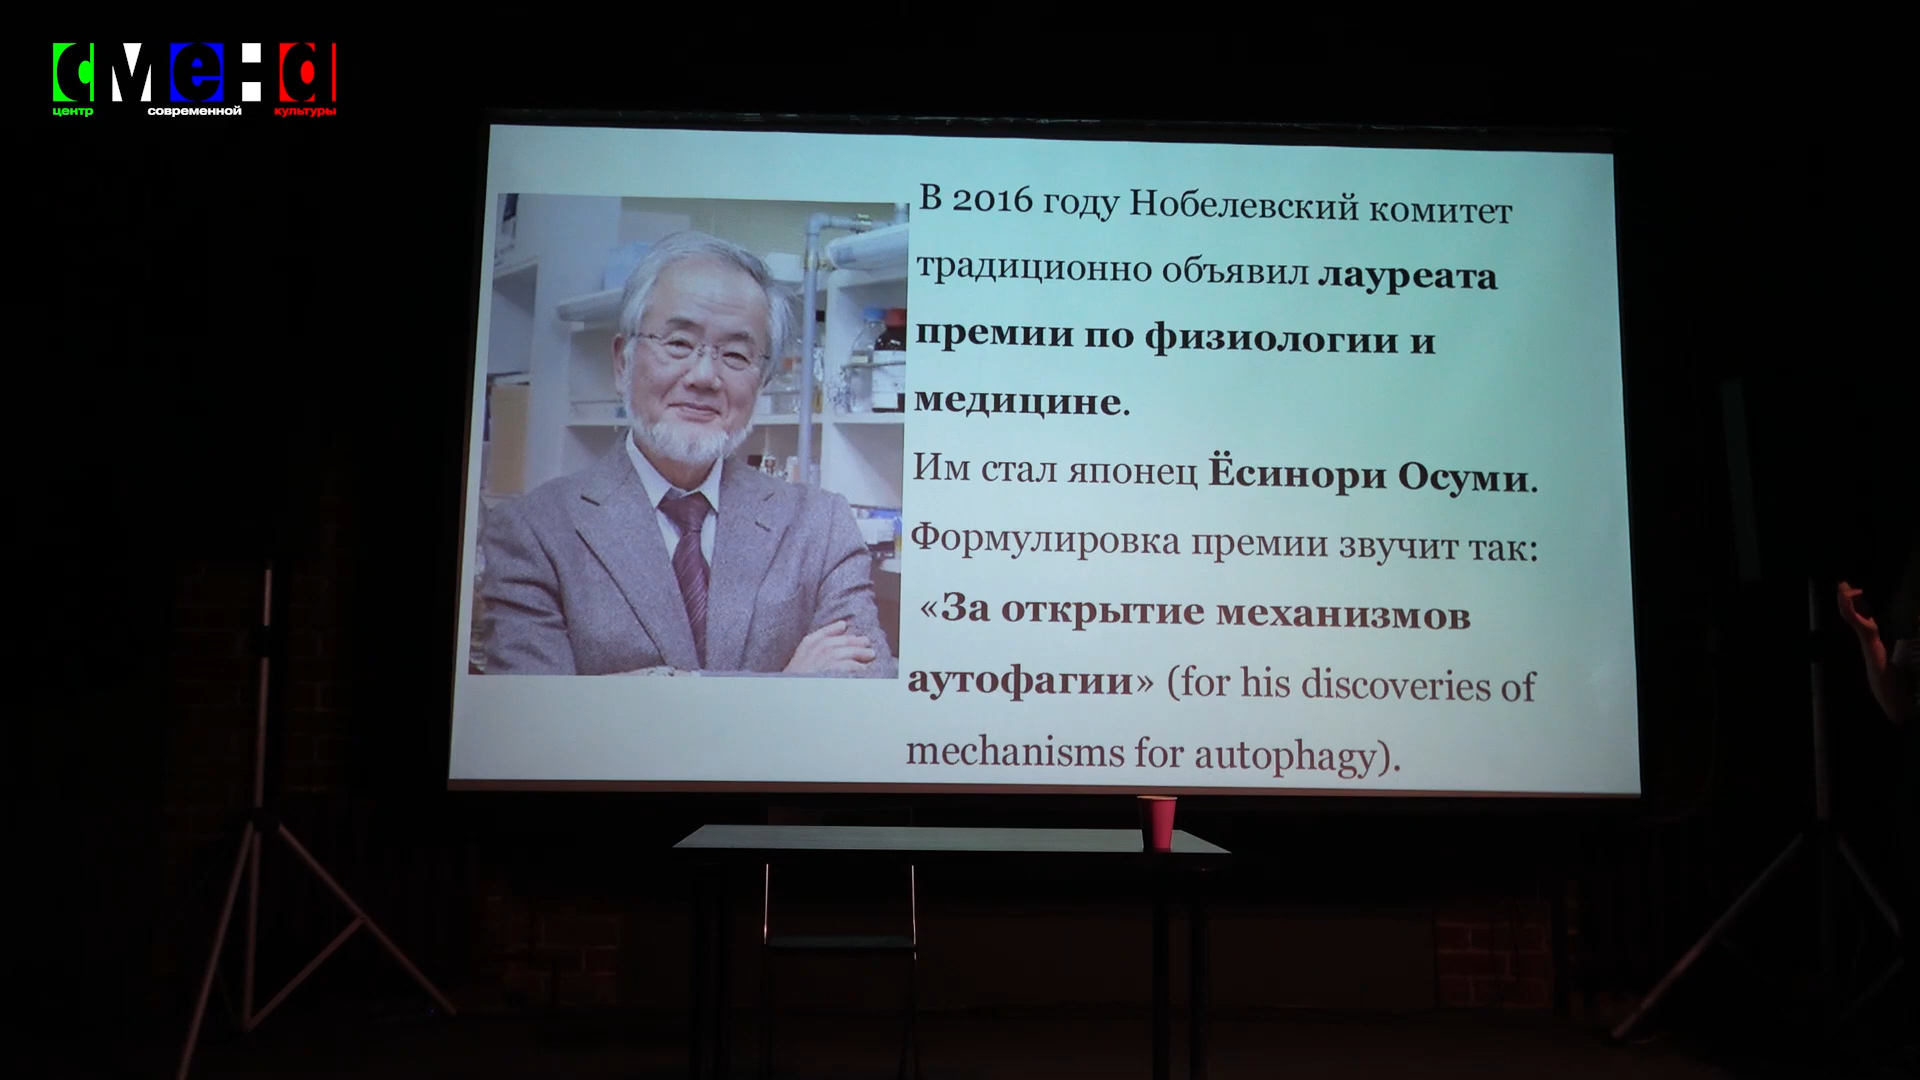 смена
центр современной культуры
В 2016 году Нобелевский комитет
традиционно объявил лауреата
премии по физиологии и
медицине.
Им стал японец Ёсинори Осуми.
Формулировка премии звучит так:
«За открытие механизмов
аутофагии» (for his discoveries of
mechanisms for autophagy).